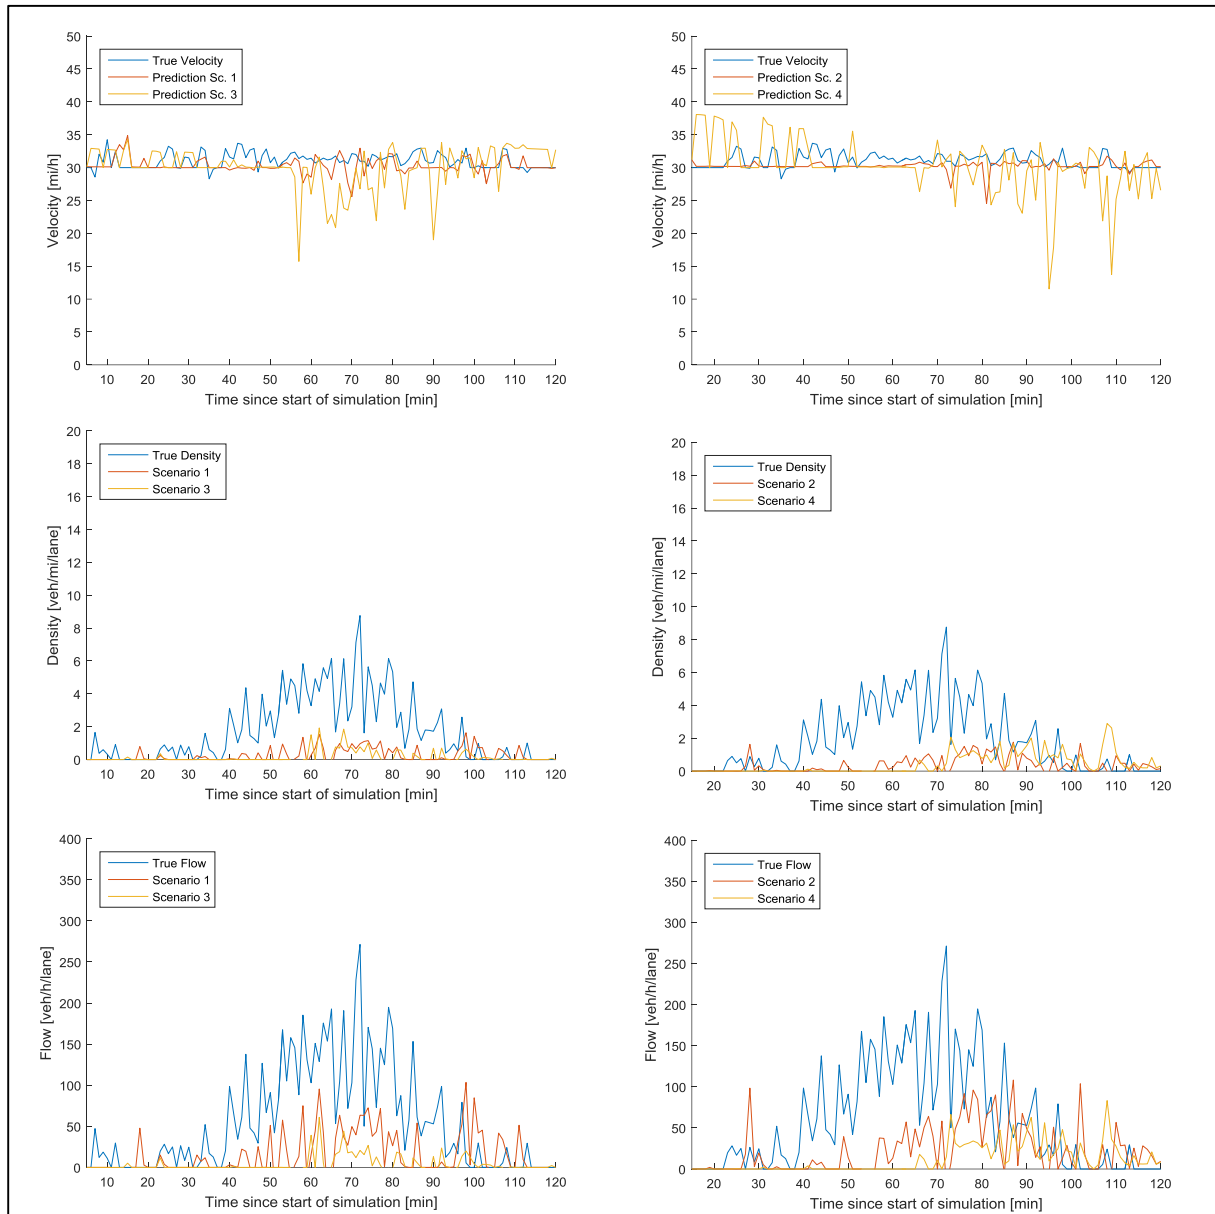 50
45
40
35
30
25
20
15
10
5
0
Velocity [mi/h]
True Velocity
Prediction Sc. 1
Prediction Sc. 3
10 20 30 40 50 60 70 80 90 100 110 120
Time since start of simulation [min]
50
45
40
35
30
25
20
15
10
5
0
Velocity [mi/h]
True Velocity
Prediction Sc. 2
Prediction Sc. 4
20 30 40 50 60 70 80 90 100 110 120
Time since start of simulation [min]
20
18
16
14
12
10
8
6
4
2
0
Density [veh/mi/lane]
True Density
Scenario 1
Scenario 3
10 20 30 40 50 60 70 80 90 100 110 120
Time since start of simulation [min]
20
18
16
14
12
10
8
6
4
2
0
Density [veh/mi/lane]
True Density
Scenario 2
Scenario 4
20 30 40 50 60 70 80 90 100 110 120
Time since start of simulation [min]
400
350
300
250
200
150
100
50
0
Flow [veh/h/lane]
True Flow
Scenario 1
Scenario 3
10 20 30 40 50 60 70 80 90 100 110 120
Time since start of simulation [min]
400
350
300
250
200
150
100
50
0
Flow [veh/h/lane]
True Flow
Scenario 2
Scenario 4
20 30 40 50 60 70 80 90 100 110 120
Time since start of simulation [min]